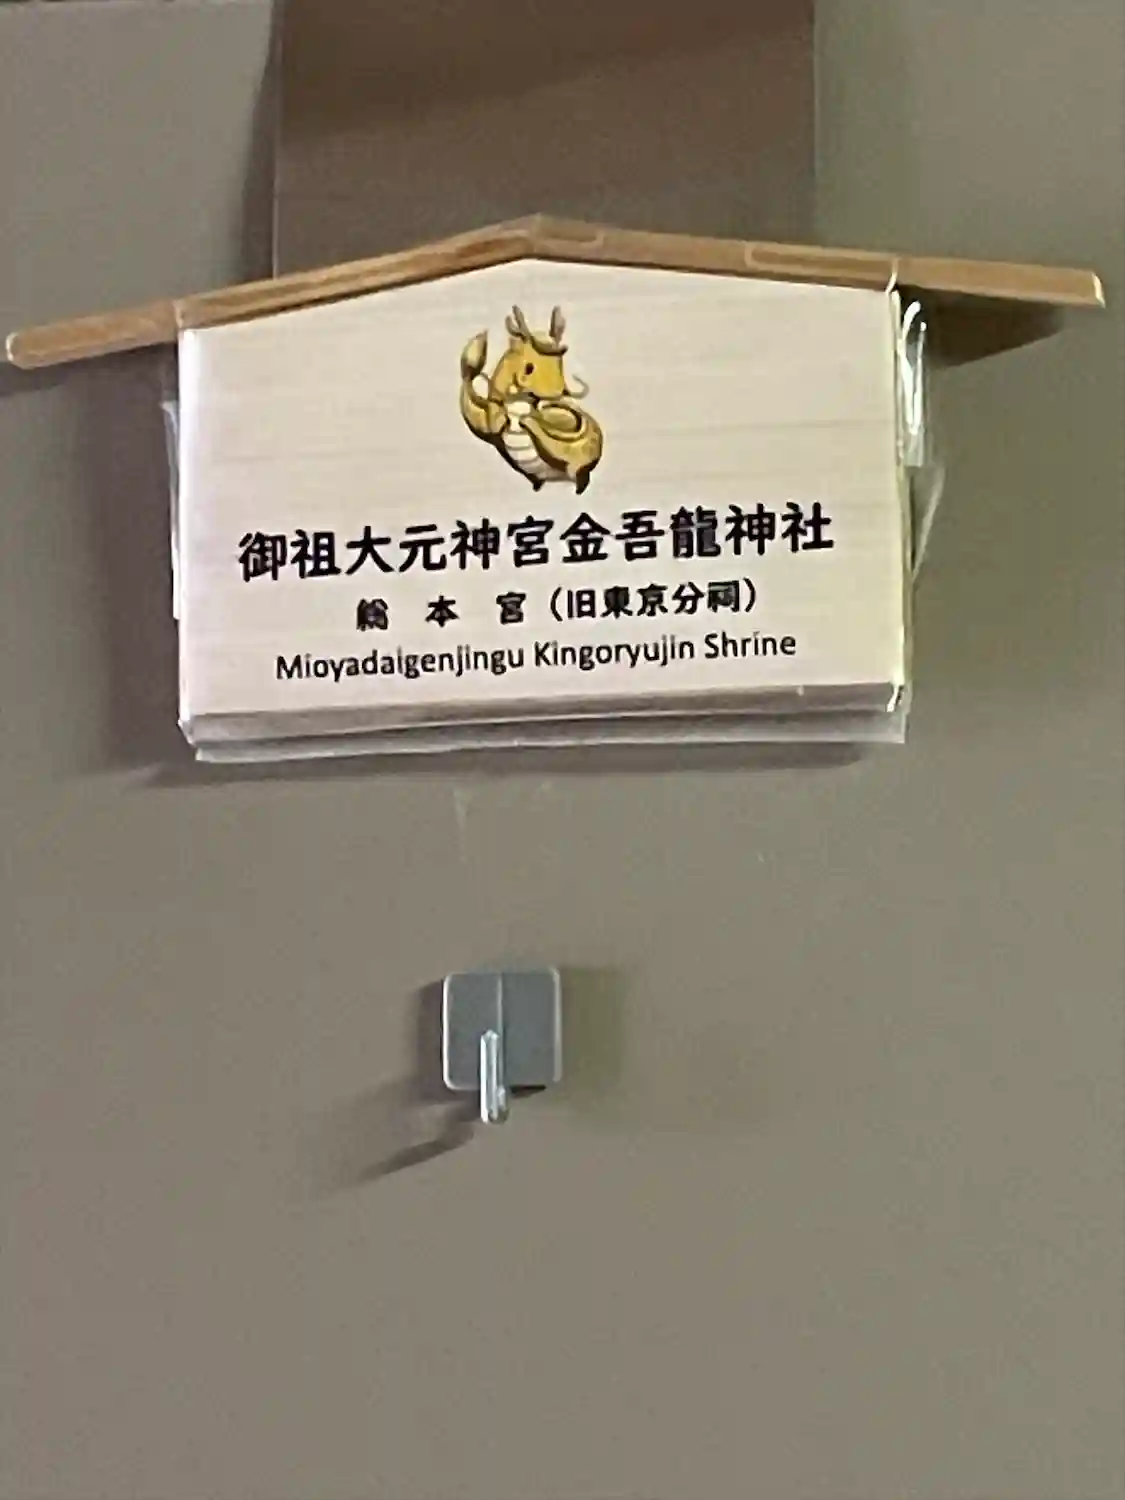 御祖大元神宮金吾龍神社
総 本 宮（旧東京分祠）
Mioyadaigenjingu Kingoryujin Shrine